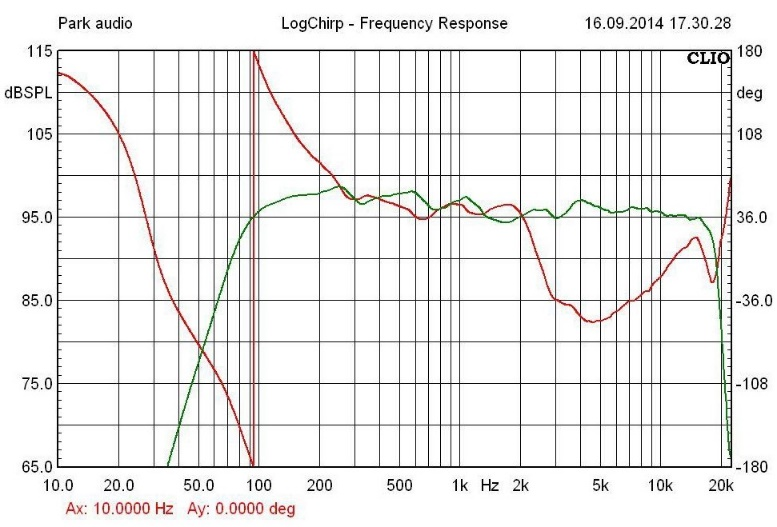 Park audio LogChirp - Frequency Response 16.09.2014 17.30.28
115 180
CLIO
dBSPL deg
105 108
95.0 36.0
85.0 -36.0
75.0 -108
65.0 -180
10.0 20.0 50.0 100 200 500 1k Hz 2k 5k 10k 20k
Ax: 10.0000 Hz Ay: 0.0000 deg